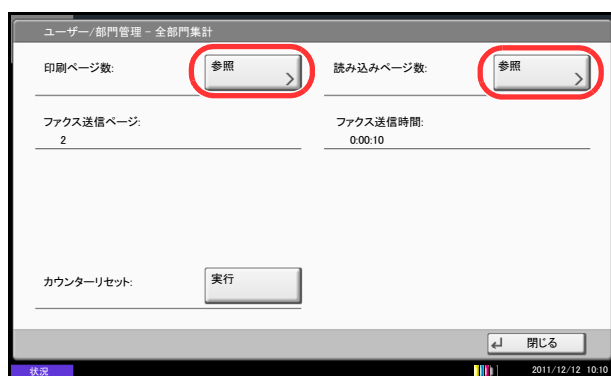 ユーザー/部門管理 - 全部門集計
印刷ページ数: 参照 読み込みページ数: 参照
ファクス送信ページ: ファクス送信時間:
2 0:00:10
カウンターリセット: 実行
閉じる
状況 2011/12/12 10:10